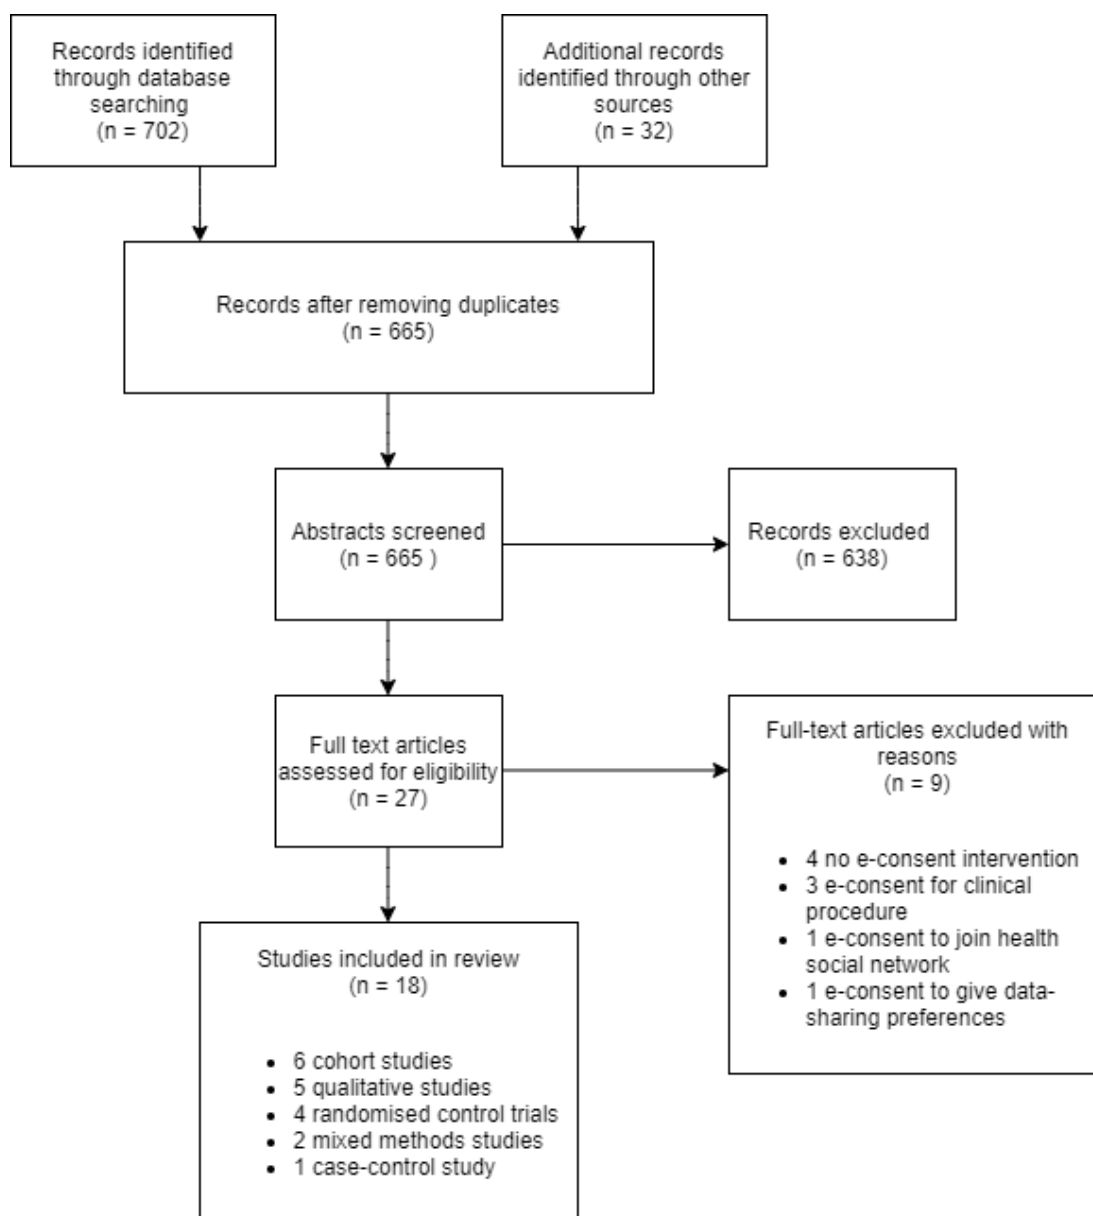 Records identified
through database
searching
(n = 702)
Additional records
identified through other
sources
(n = 32)
Records after removing duplicates
(n = 665)
Abstracts screened
(n = 665 )
Records excluded
(n = 638)
Full text articles
assessed for eligibility
(n = 27)
Full-text articles excluded with
reasons
(n = 9)
• 4 no e-consent intervention
• 3 e-consent for clinical
procedure
• 1 e-consent to join health
social network
• 1 e-consent to give data-
sharing preferences
Studies included in review
(n = 18)
• 6 cohort studies
• 5 qualitative studies
• 4 randomised control trials
• 2 mixed methods studies
• 1 case-control study